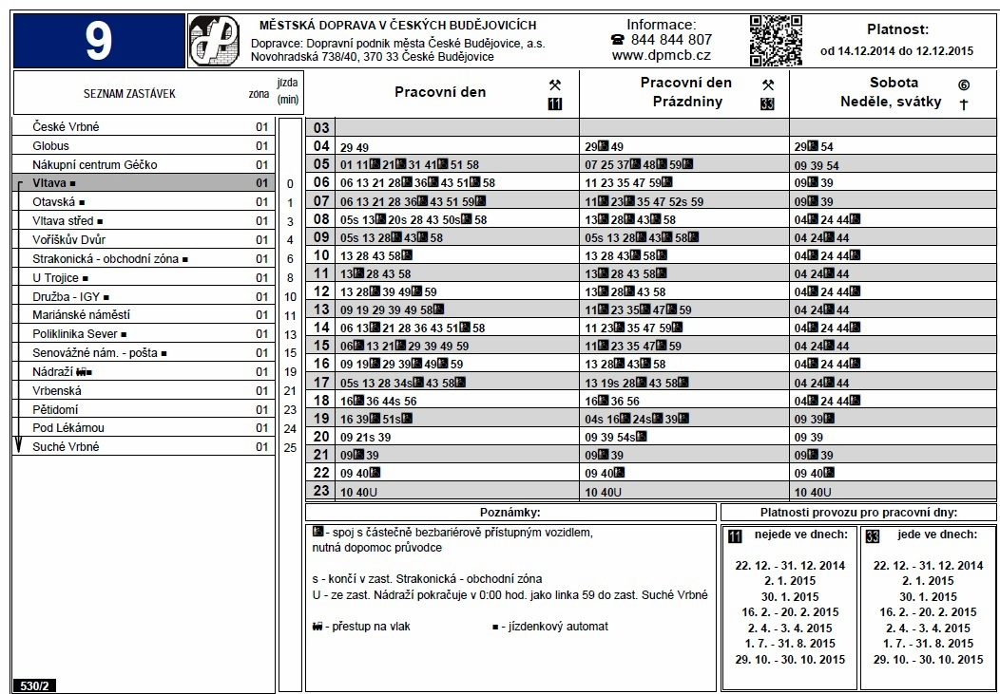 9
MĚSTSKÁ DOPRAVA V ČESKÝCH BUDĚJOVICÍCH
Dopravce: Dopravní podnik města České Budějovice, a.s.
Novohradská 738/40, 370 33 České Budějovice
Informace:
☎ 844 844 807
www.dpmcb.cz
Platnost:
od 14.12.2014 do 12.12.2015
SEZNAM ZASTÁVEK zóna jízda (min)
Pracovní den ⚒ 11
Pracovní den Prázdniny ⚒ 33
Sobota ⑥
Neděle, svátky †
České Vrbné 01
Globus 01
Nákupní centrum Géčko 01
Vltava ■ 01 0
Otavská ■ 01 1
Vltava střed ■ 01 3
Voříškův Dvůr 01 4
Strakonická - obchodní zóna ■ 01 6
U Trojice ■ 01 8
Družba - IGY ■ 01 10
Mariánské náměstí 01 11
Poliklinika Sever ■ 01 13
Senovážné nám. - pošta ■ 01 15
Nádraží 🚂■ 01 19
Vrbenská 01 21
Pětidomí 01 23
Pod Lékárnou 01 24
Suché Vrbné 01 25
03
04 29 49 29♿ 49 29♿ 54
05 01 11♿ 21♿ 31 41♿ 51 58 07 25 37♿ 48♿ 59♿ 09 39 54
06 06 13 21 28♿ 36♿ 43 51♿ 58 11 23 35 47 59♿ 09♿ 39
07 06 13 21 28 36♿ 43 51 59♿ 11♿ 23♿ 35 47 52s 59 09♿ 39
08 05s 13♿ 20s 28 43 50s♿ 58 13♿ 28♿ 43♿ 58 04♿ 24 44♿
09 05s 13 28♿ 43♿ 58 05s 13 28♿ 43♿ 58♿ 04 24♿ 44
10 13 28 43 58♿ 13 28♿ 43 58♿ 04♿ 24 44♿
11 13♿ 28 43 58 13♿ 28 43 58♿ 04 24♿ 44
12 13 28♿ 39 49♿ 59 13♿ 28♿ 43 58 04♿ 24 44♿
13 09 19 29 39 49 58♿ 11♿ 23 35♿ 47♿ 59 04 24♿ 44
14 06 13♿ 21 28 36 43 51♿ 58 11 23♿ 35 47 59♿ 04♿ 24 44♿
15 06♿ 13 21♿ 29 39 49 59 11♿ 23 35 47♿ 59 04 24♿ 44
16 09 19♿ 29 39♿ 49♿ 59 13 28♿ 43♿ 58 04♿ 24 44♿
17 05s 13 28 34s♿ 43 58♿ 13 19s 28♿ 43 58♿ 04 24♿ 44
18 16♿ 36 44s 56 16♿ 36 56 04♿ 24 44♿
19 16 39♿ 51s♿ 04s 16♿ 24s♿ 39♿ 09 39♿
20 09 21s 39 09 39 54s♿ 09 39
21 09♿ 39 09♿ 39 09♿ 39
22 09 40♿ 09 40♿ 09 40♿
23 10 40U 10 40U 10 40U
Poznámky:
♿ - spoj s částečně bezbariérově přístupným vozidlem,
nutná dopomoc průvodce
s - končí v zast. Strakonická - obchodní zóna
U - ze zast. Nádraží pokračuje v 0:00 hod. jako linka 59 do zast. Suché Vrbné
🚂 - přestup na vlak ■ - jízdenkový automat
Platnosti provozu pro pracovní dny:
11 nejede ve dnech:
22. 12. - 31. 12. 2014
2. 1. 2015
30. 1. 2015
16. 2. - 20. 2. 2015
2. 4. - 3. 4. 2015
1. 7. - 31. 8. 2015
29. 10. - 30. 10. 2015
33 jede ve dnech:
22. 12. - 31. 12. 2014
2. 1. 2015
30. 1. 2015
16. 2. - 20. 2. 2015
2. 4. - 3. 4. 2015
1. 7. - 31. 8. 2015
29. 10. - 30. 10. 2015
530/2